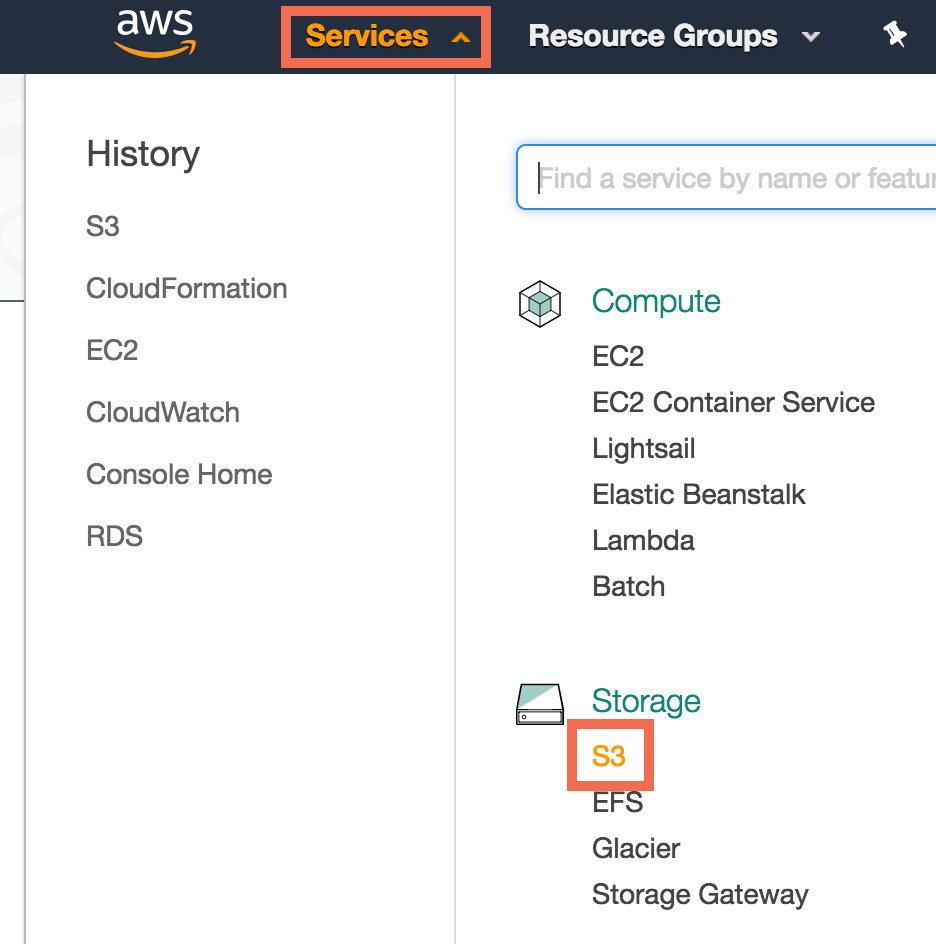 aws
Services
Resource Groups
History
S3
CloudFormation
EC2
CloudWatch
Console Home
RDS
Find a service by name or featur
Compute
EC2
EC2 Container Service
Lightsail
Elastic Beanstalk
Lambda
Batch
Storage
S3
EFS
Glacier
Storage Gateway